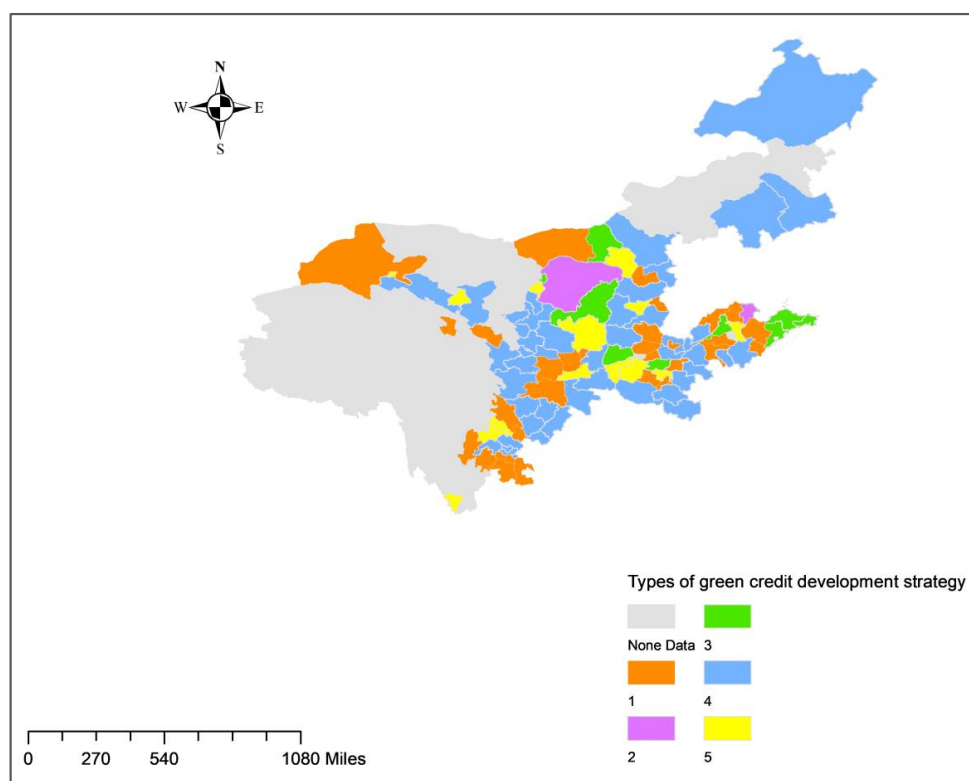 N
W E
S
Types of green credit development strategy
None Data 3
1 4
2 5
0 270 540 1080 Miles